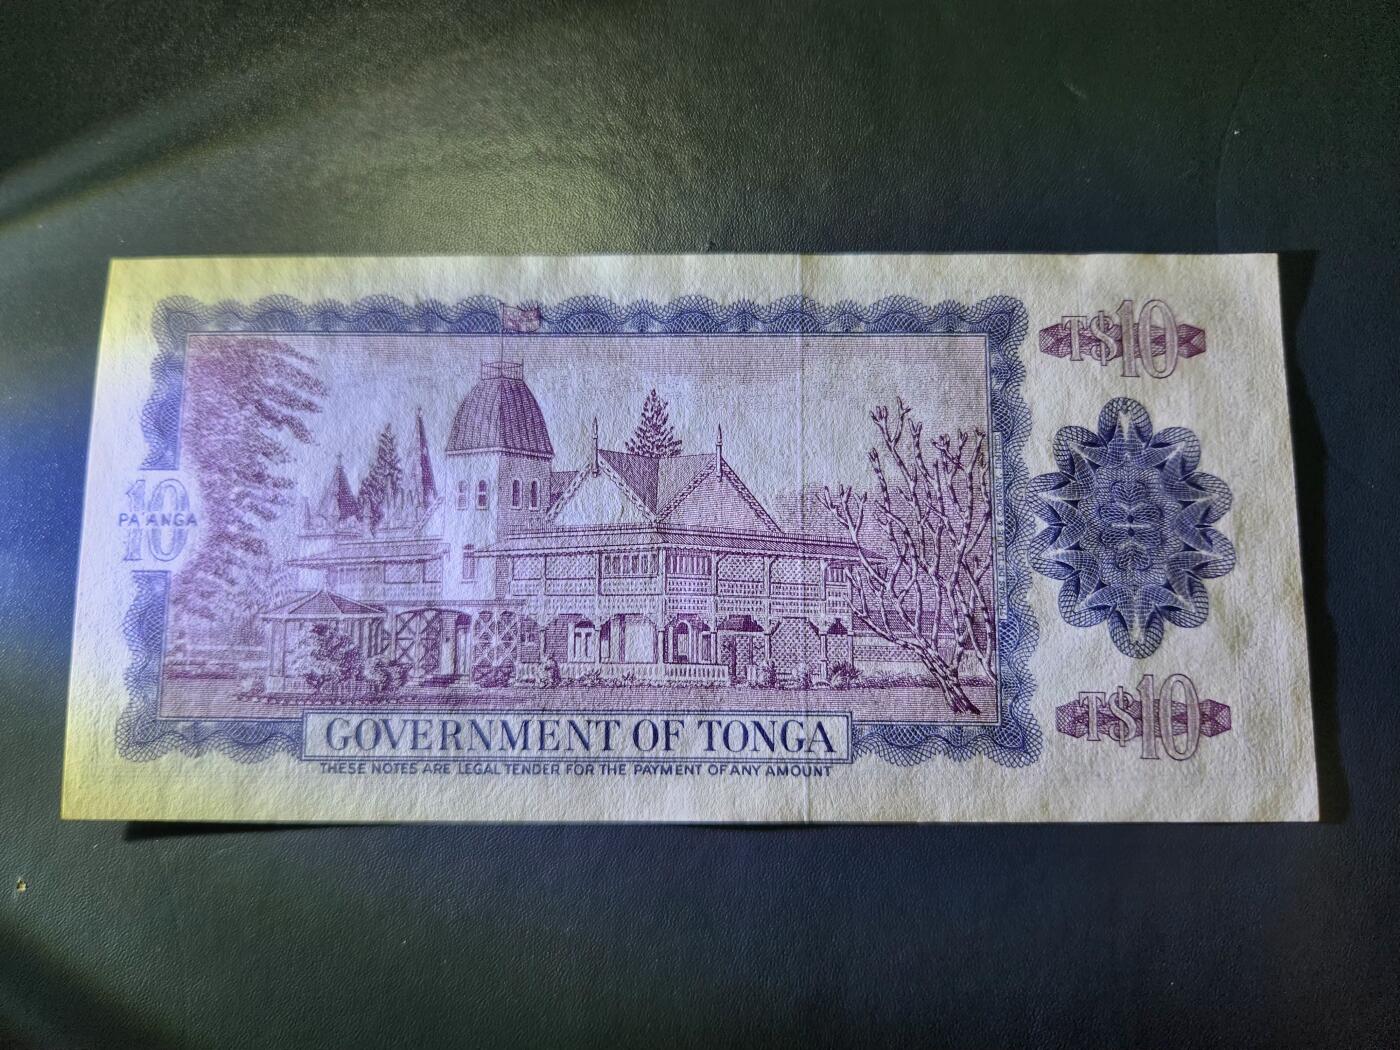 T$10
10
PA'ANGA
T$10
GOVERNMENT OF TONGA
THESE NOTES ARE LEGAL TENDER FOR THE PAYMENT OF ANY AMOUNT